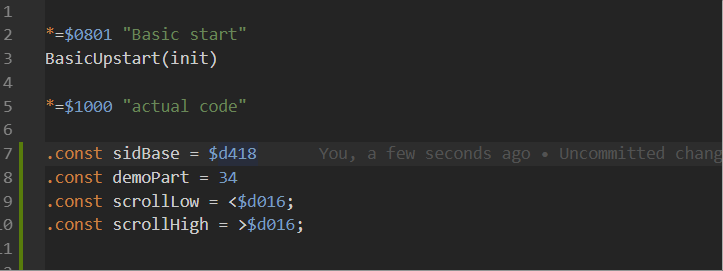 1
2 *=$0801 "Basic start"
3 BasicUpstart(init)
4
5 *=$1000 "actual code"
6
7 .const sidBase = $d418 You, a few seconds ago • Uncommitted chang
8 .const demoPart = 34
9 .const scrollLow = <$d016;
10 .const scrollHigh = >$d016;
11